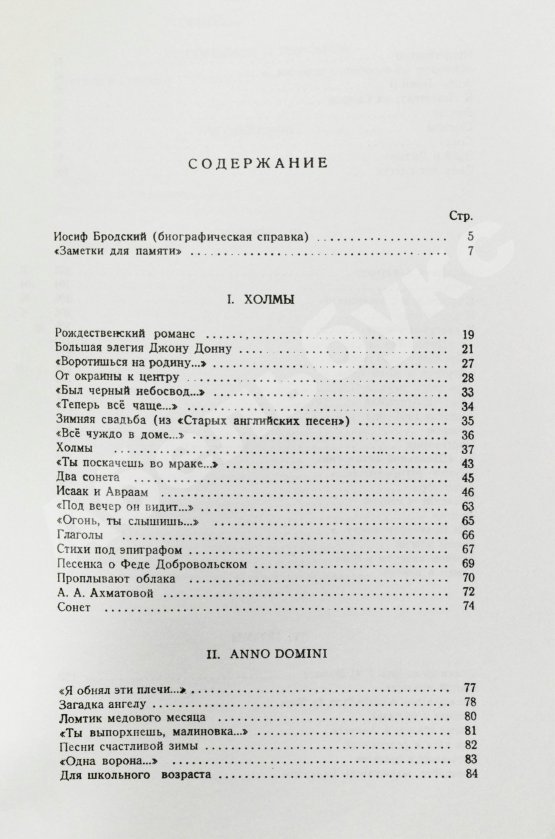 СОДЕРЖАНИЕ
Стр.
Иосиф Бродский (биографическая справка) 5
«Заметки для памяти» 7
I. ХОЛМЫ
Рождественский романс 19
Большая элегия Джону Донну 21
«Воротишься на родину...» 27
От окраины к центру 28
«Был черный небосвод...» 33
«Теперь всё чаще...» 34
Зимняя свадьба (из «Старых английских песен») 35
«Всё чуждо в доме...» 36
Холмы 37
«Ты поскачешь во мраке...» 43
Два сонета 45
Исаак и Авраам 46
«Под вечер он видит...» 63
«Огонь, ты слышишь...» 65
Глаголы 66
Стихи под эпиграфом 67
Песенка о Феде Добровольском 69
Проплывают облака 70
А. А. Ахматовой 72
Сонет 74
II. ANNO DOMINI
«Я обнял эти плечи...» 77
Загадка ангелу 78
Ломтик медового месяца 80
«Ты выпорхнешь, малиновка...» 81
Песни счастливой зимы 82
«Одна ворона...» 83
Для школьного возраста 84